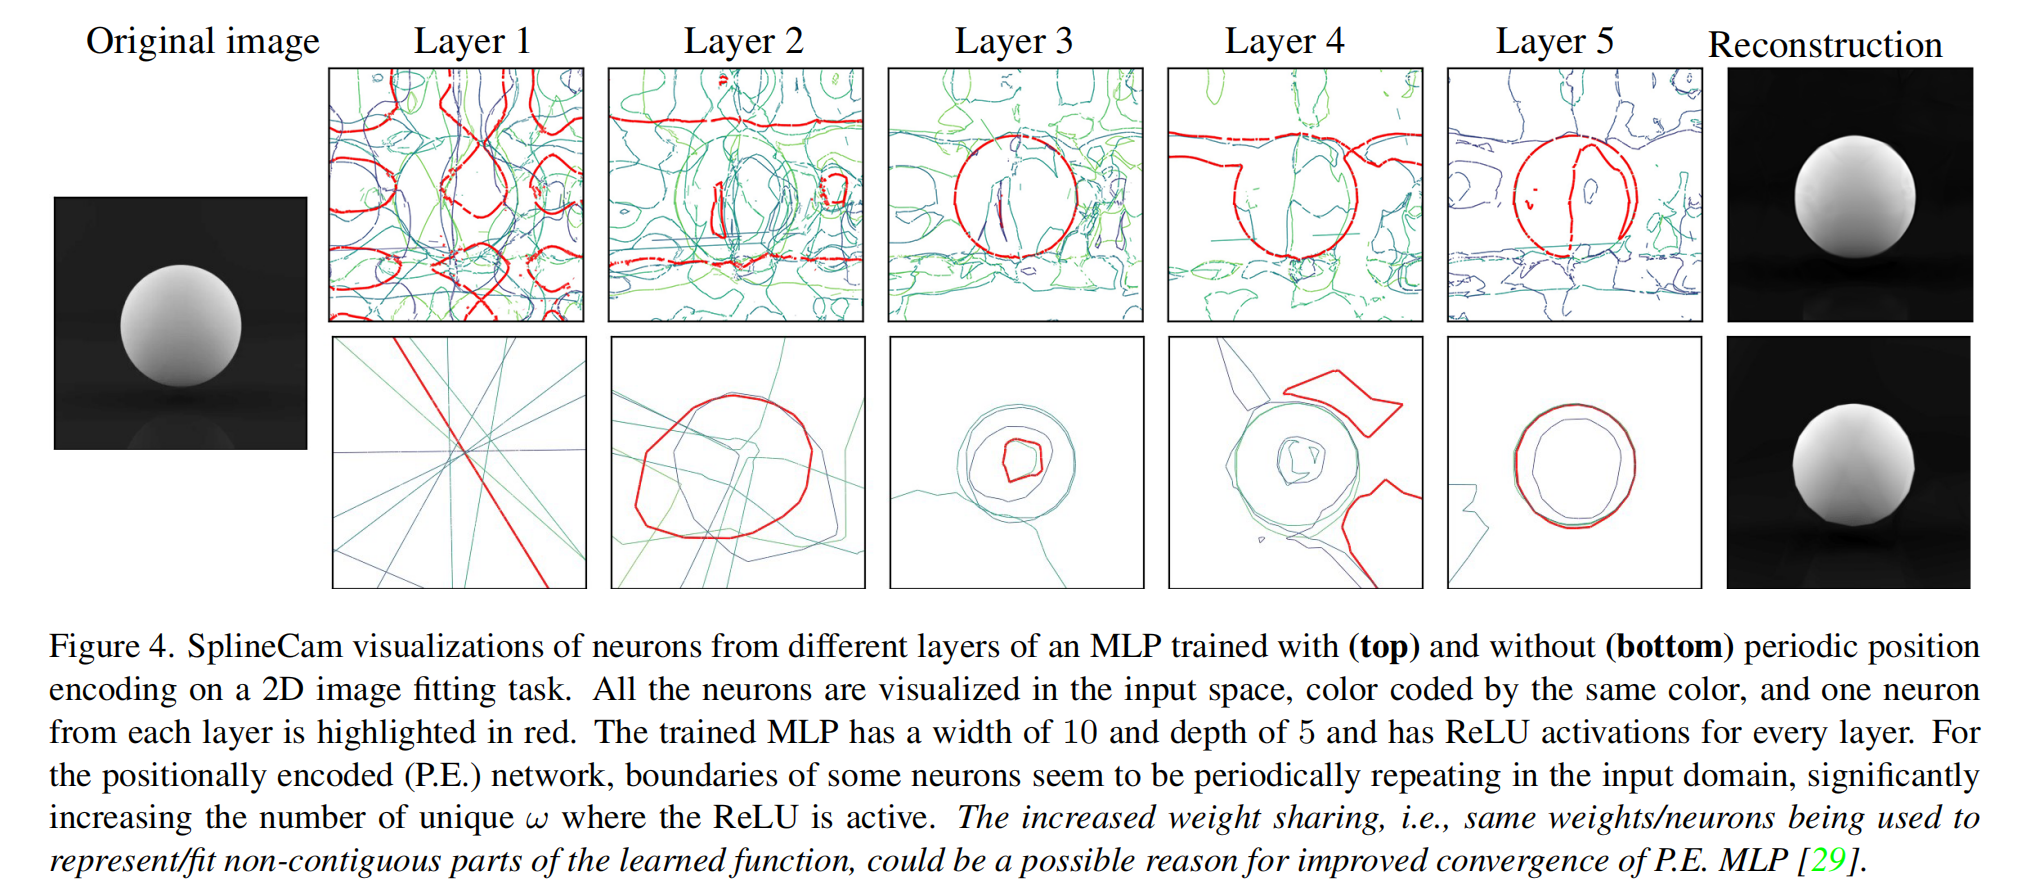 Original image
Layer 1
Layer 2
Layer 3
Layer 4
Layer 5
Reconstruction
Figure 4. SplineCam visualizations of neurons from different layers of an MLP trained with (top) and without (bottom) periodic position
encoding on a 2D image fitting task. All the neurons are visualized in the input space, color coded by the same color, and one neuron
from each layer is highlighted in red. The trained MLP has a width of 10 and depth of 5 and has ReLU activations for every layer. For
the positionally encoded (P.E.) network, boundaries of some neurons seem to be periodically repeating in the input domain, significantly
increasing the number of unique ω where the ReLU is active. The increased weight sharing, i.e., same weights/neurons being used to
represent/fit non-contiguous parts of the learned function, could be a possible reason for improved convergence of P.E. MLP [29].